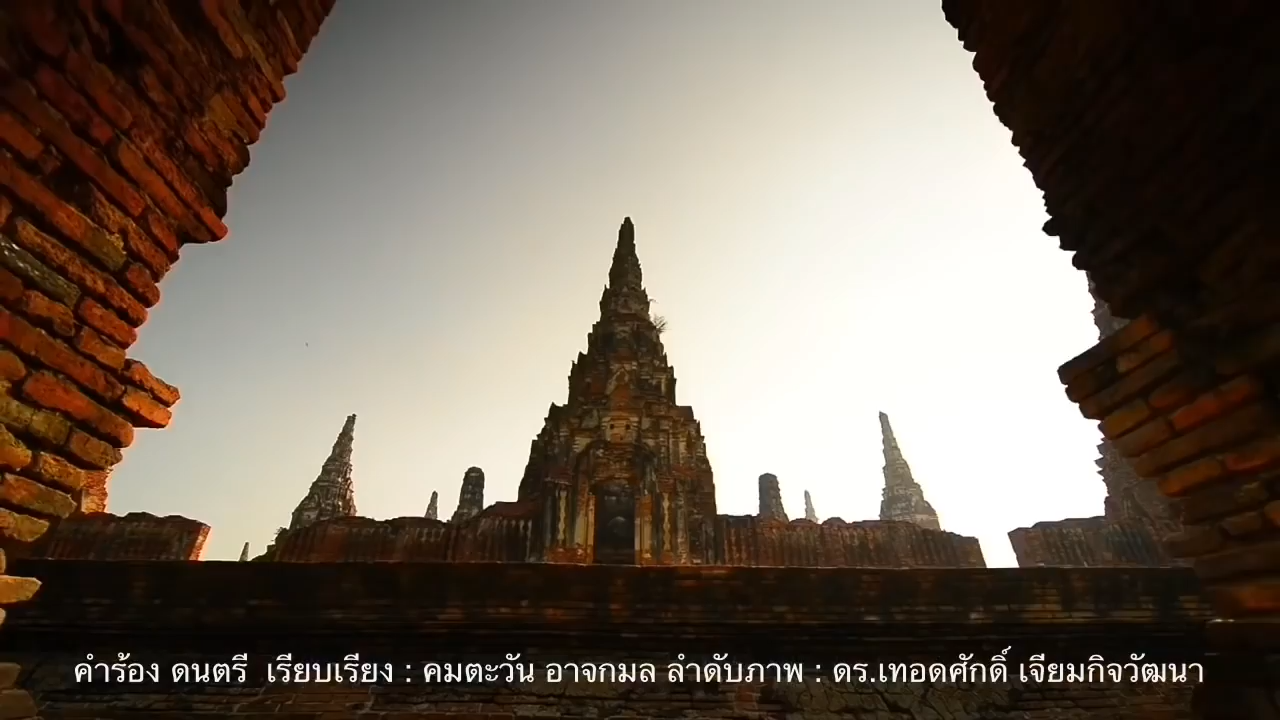 คำร้อง ดนตรี  เรียบเรียง : คมตะวัน อาจกมล ลำดับภาพ : ดร.เทอดศักดิ์ เจียมกิจวัฒนา